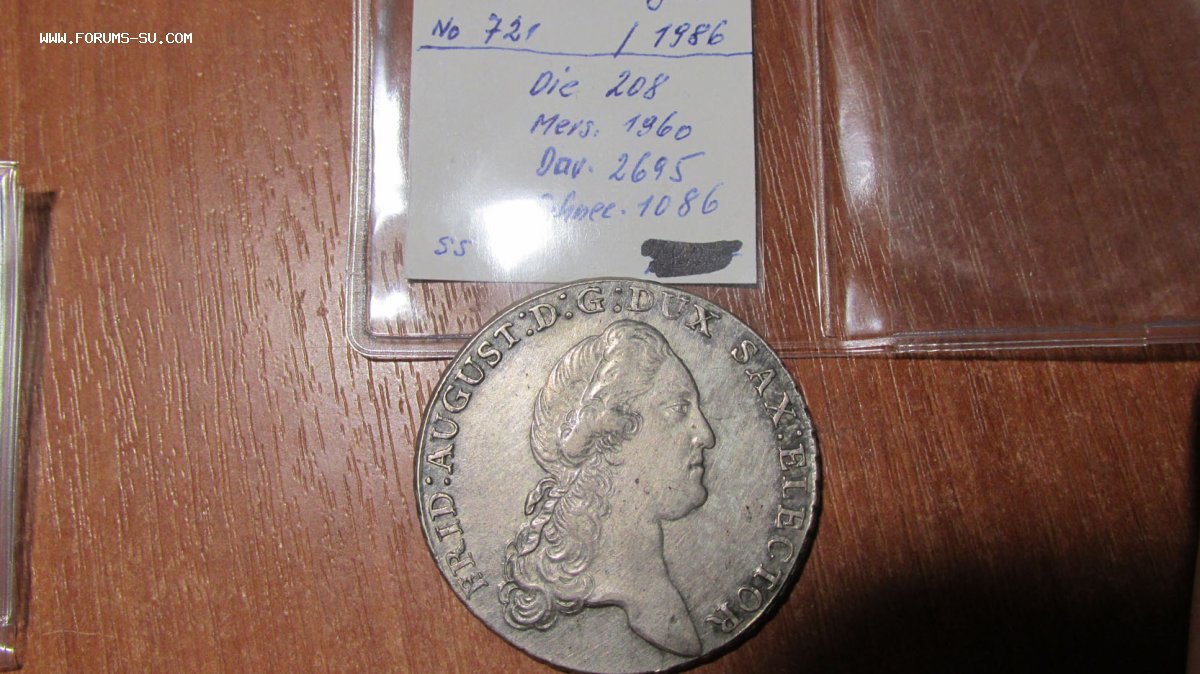 WWW.FORUMS-SU.COM
No 721 / 1986
Die 208
Mers. 1960
Dav. 2695
Schnee. 1086
SS
FRID:AUGUST:D:G:DUX SAX:ELECTOR